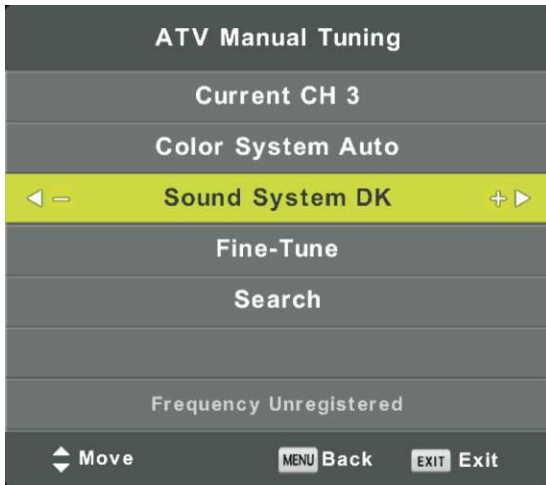 ATV Manual Tuning
Current CH 3
Color System Auto
Sound System DK
Fine-Tune
Search
Frequency Unregistered
Move MENU Back EXIT Exit